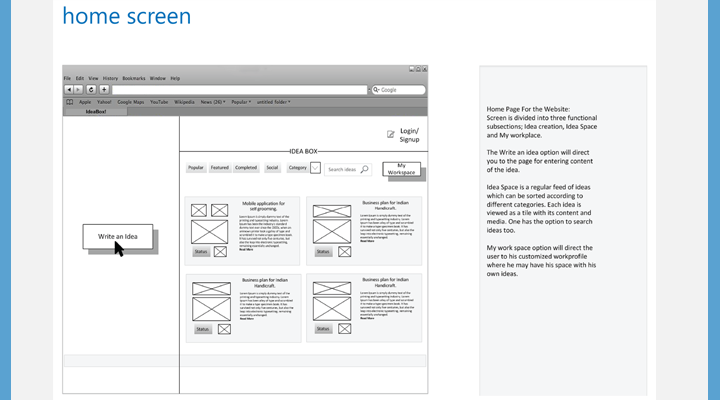 home screen
File Edit View History Bookmarks Window Help
Google
Apple Yahoo! Google Maps YouTube Wikipedia News (28) Popular untitled folder
IdeaBox!
Login/
Signup
IDEA BOX
Popular Featured Completed Social Category Search ideas
My
Workspace
Write an Idea
Mobile application for
self grooming.
Read More
Status
Business plan for Indian
Handicraft.
Read More
Status
Business plan for Indian
Handicraft.
Read More
Status
Business plan for Indian
Handicraft.
Read More
Status
Home Page For the Website:
Screen is divided into three functional
subsections; Idea creation, Idea Space
and My workplace.
The Write an idea option will direct
you to the page for entering content
of the idea.
Idea Space is a regular feed of ideas
which can be sorted according to
different categories. Each idea is
viewed as a tile with its content and
media. One has the option to search
ideas too.
My work space option will direct the
user to his customized workprofile
where he may have his space with his
own ideas.